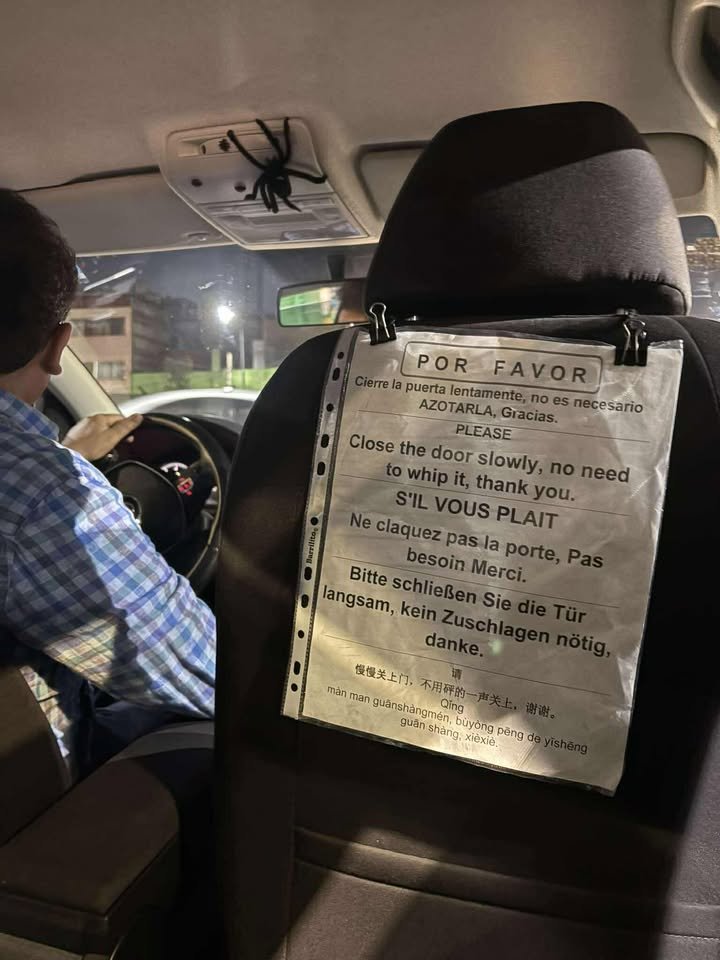 POR FAVOR
Cierre la puerta lentamente, no es necesario
AZOTARLA, Gracias.
PLEASE
Close the door slowly, no need
to whip it, thank you.
S'IL VOUS PLAIT
Ne claquez pas la porte, Pas
besoin Merci.
Bitte schließen Sie die Tür
langsam, kein Zuschlagen nötig,
danke.
请
慢慢关上门，不用砰的一声关上，谢谢。
Qǐng
màn man guānshàngmén, bùyòng pēng de yīshēng
guān shàng, xièxiè.
Barrilito®